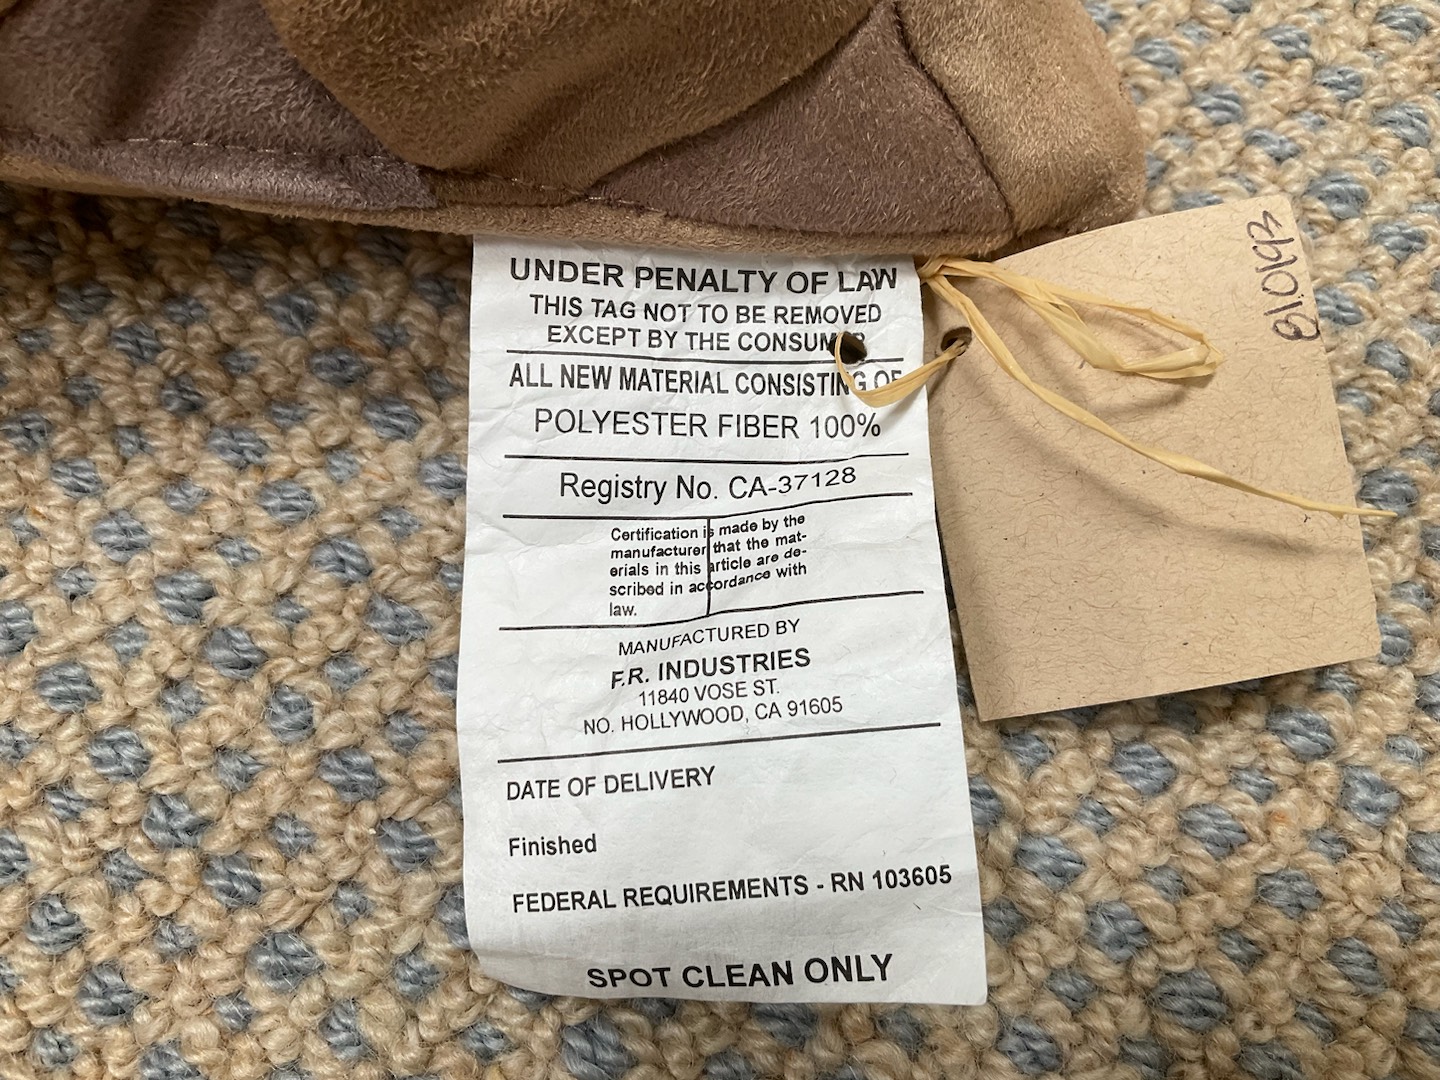 UNDER PENALTY OF LAW
THIS TAG NOT TO BE REMOVED
EXCEPT BY THE CONSUMER
ALL NEW MATERIAL CONSISTING OF
POLYESTER FIBER 100%
Registry No. CA-37128
Certification is made by the
manufacturer that the mat-
erials in this article are de-
scribed in accordance with
law.
MANUFACTURED BY
F.R. INDUSTRIES
11840 VOSE ST.
NO. HOLLYWOOD, CA 91605
DATE OF DELIVERY
Finished
FEDERAL REQUIREMENTS - RN 103605
SPOT CLEAN ONLY